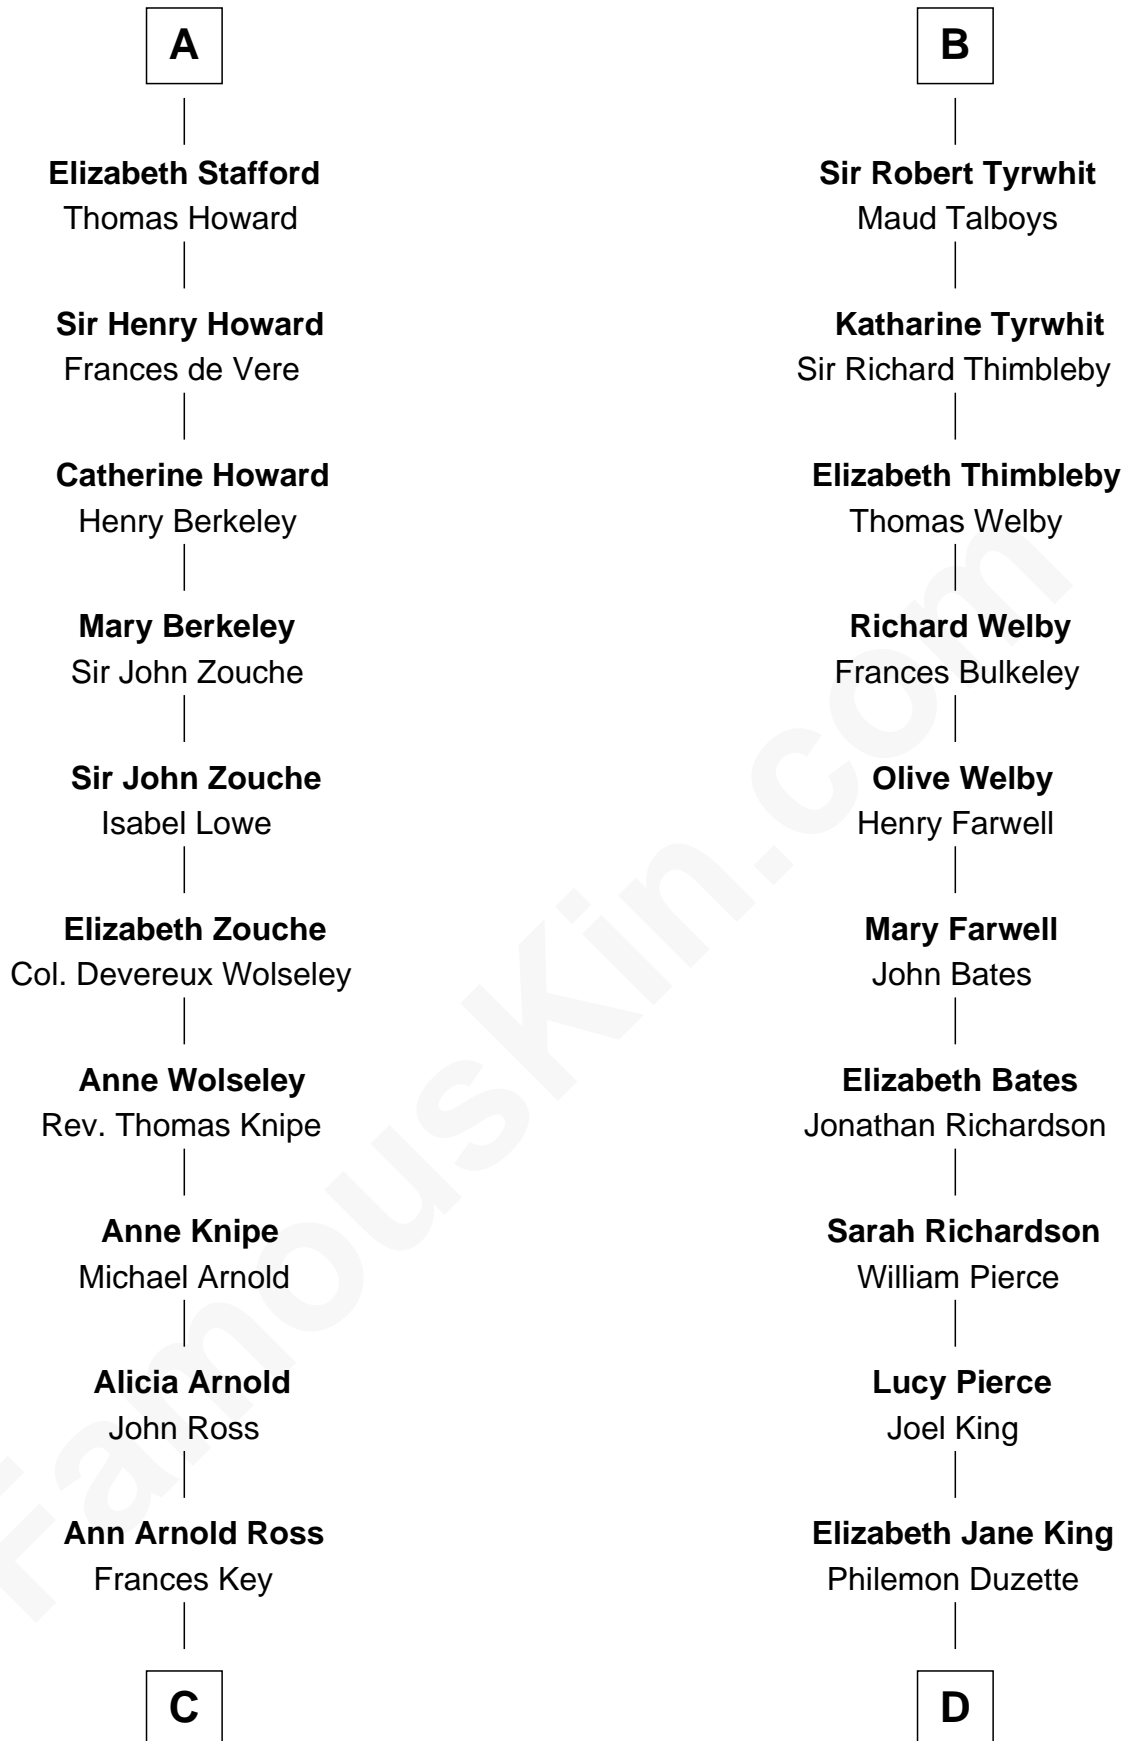 A
Elizabeth Stafford
Thomas Howard
Sir Henry Howard
Frances de Vere
Catherine Howard
Henry Berkeley
Mary Berkeley
Sir John Zouche
Sir John Zouche
Isabel Lowe
Elizabeth Zouche
Col. Devereux Wolseley
Anne Wolseley
Rev. Thomas Knipe
Anne Knipe
Michael Arnold
Alicia Arnold
John Ross
Ann Arnold Ross
Frances Key
C
B
Sir Robert Tyrwhit
Maud Talboys
Katharine Tyrwhit
Sir Richard Thimbleby
Elizabeth Thimbleby
Thomas Welby
Richard Welby
Frances Bulkeley
Olive Welby
Henry Farwell
Mary Farwell
John Bates
Elizabeth Bates
Jonathan Richardson
Sarah Richardson
William Pierce
Lucy Pierce
Joel King
Elizabeth Jane King
Philemon Duzette
D
FamousKin.com